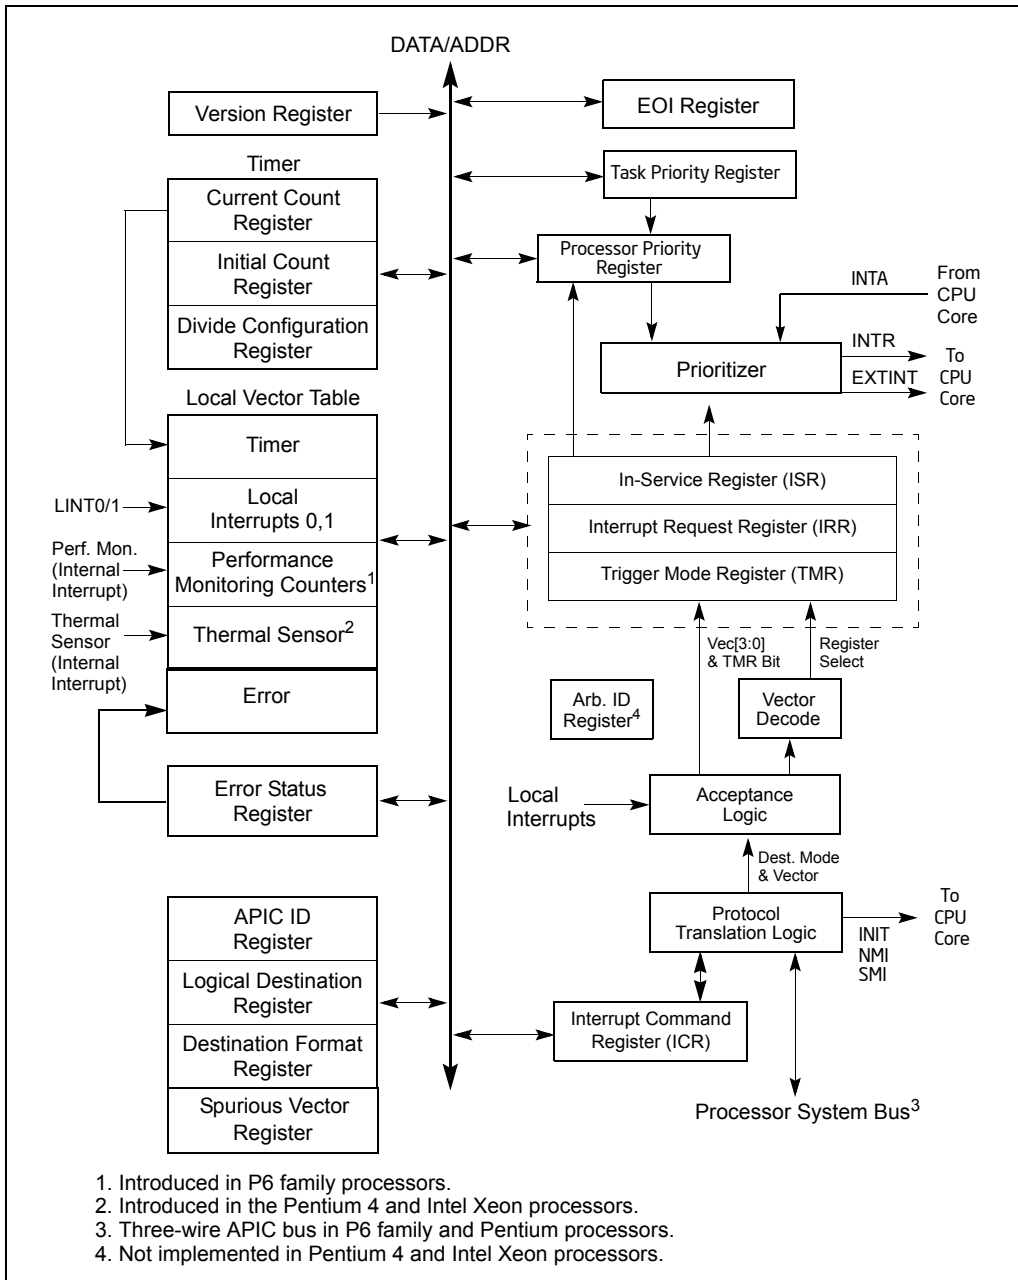 DATA/ADDR
Version Register
EOI Register
Timer
Current Count
Register
Initial Count
Register
Divide Configuration
Register
Task Priority Register
Processor Priority
Register
INTA
From
CPU
Core
Prioritizer
INTR
EXTINT
To
CPU
Core
Local Vector Table
Timer
LINT0/1
Local
Interrupts 0,1
Perf. Mon.
(Internal
Interrupt)
Performance
Monitoring Counters1
Thermal
Sensor
(Internal
Interrupt)
Thermal Sensor2
Error
In-Service Register (ISR)
Interrupt Request Register (IRR)
Trigger Mode Register (TMR)
Vec[3:0]
& TMR Bit
Register
Select
Arb. ID
Register4
Vector
Decode
Error Status
Register
Local
Interrupts
Acceptance
Logic
Dest. Mode
& Vector
Protocol
Translation Logic
INIT
NMI
SMI
To
CPU
Core
APIC ID
Register
Logical Destination
Register
Destination Format
Register
Spurious Vector
Register
Interrupt Command
Register (ICR)
Processor System Bus3
1. Introduced in P6 family processors.
2. Introduced in the Pentium 4 and Intel Xeon processors.
3. Three-wire APIC bus in P6 family and Pentium processors.
4. Not implemented in Pentium 4 and Intel Xeon processors.